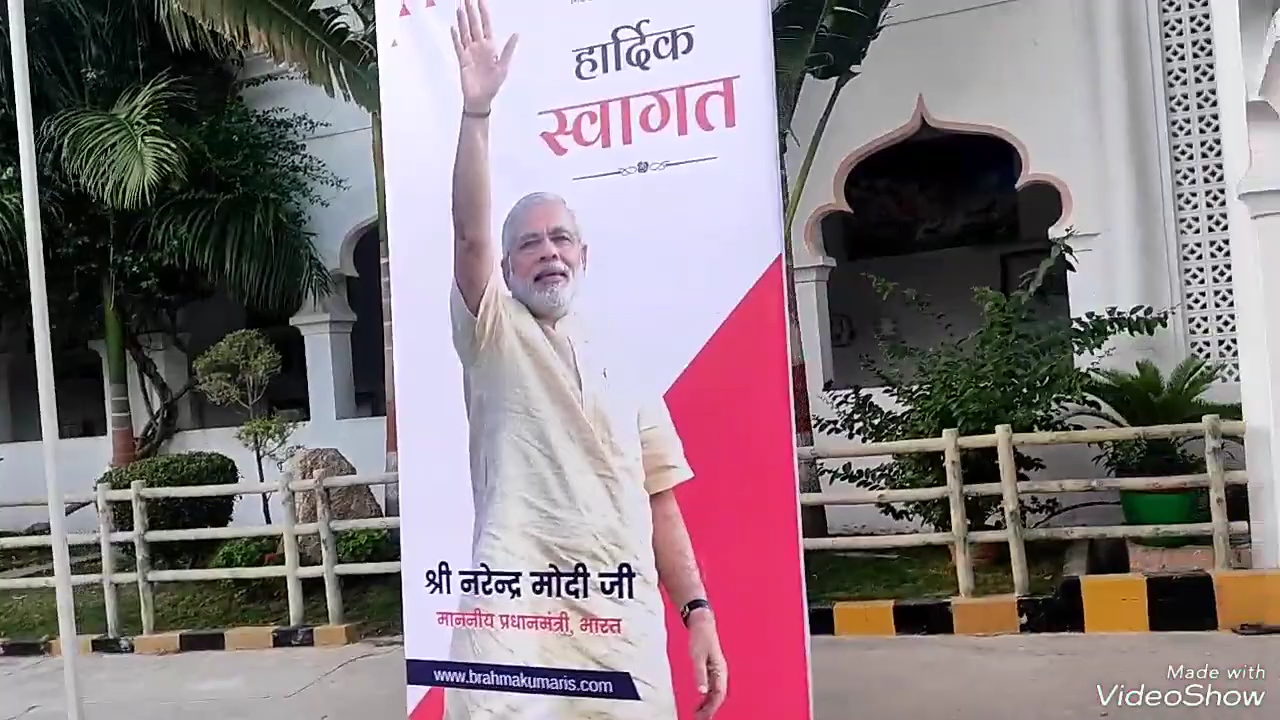 हार्दिक
स्वागत
श्री नरेन्द्र मोदी जी
माननीय प्रधानमंत्री, भारत
www.brahmakumaris.com
Made with
VideoShow